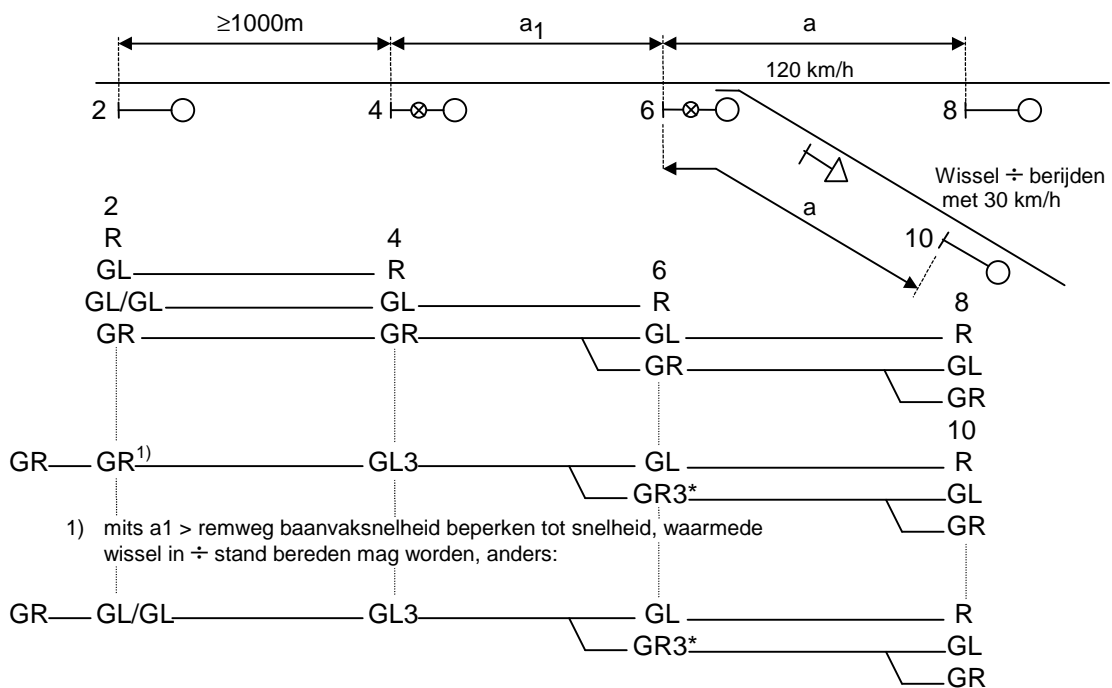 ≥1000m a1 a
120 km/h
2 4 6 8
Wissel ÷ berijden
met 30 km/h
a
10
2
R 4
GL R 6
GL/GL GL R 8
GR GR GL R
GR GL
GR
10
GR GR1) GL3 GL R
GR3* GL
GR
1) mits a1 > remweg baanvaksnelheid beperken tot snelheid, waarmede
wissel in ÷ stand bereden mag worden, anders:
GR GL/GL GL3 GL R
GR3* GL
GR